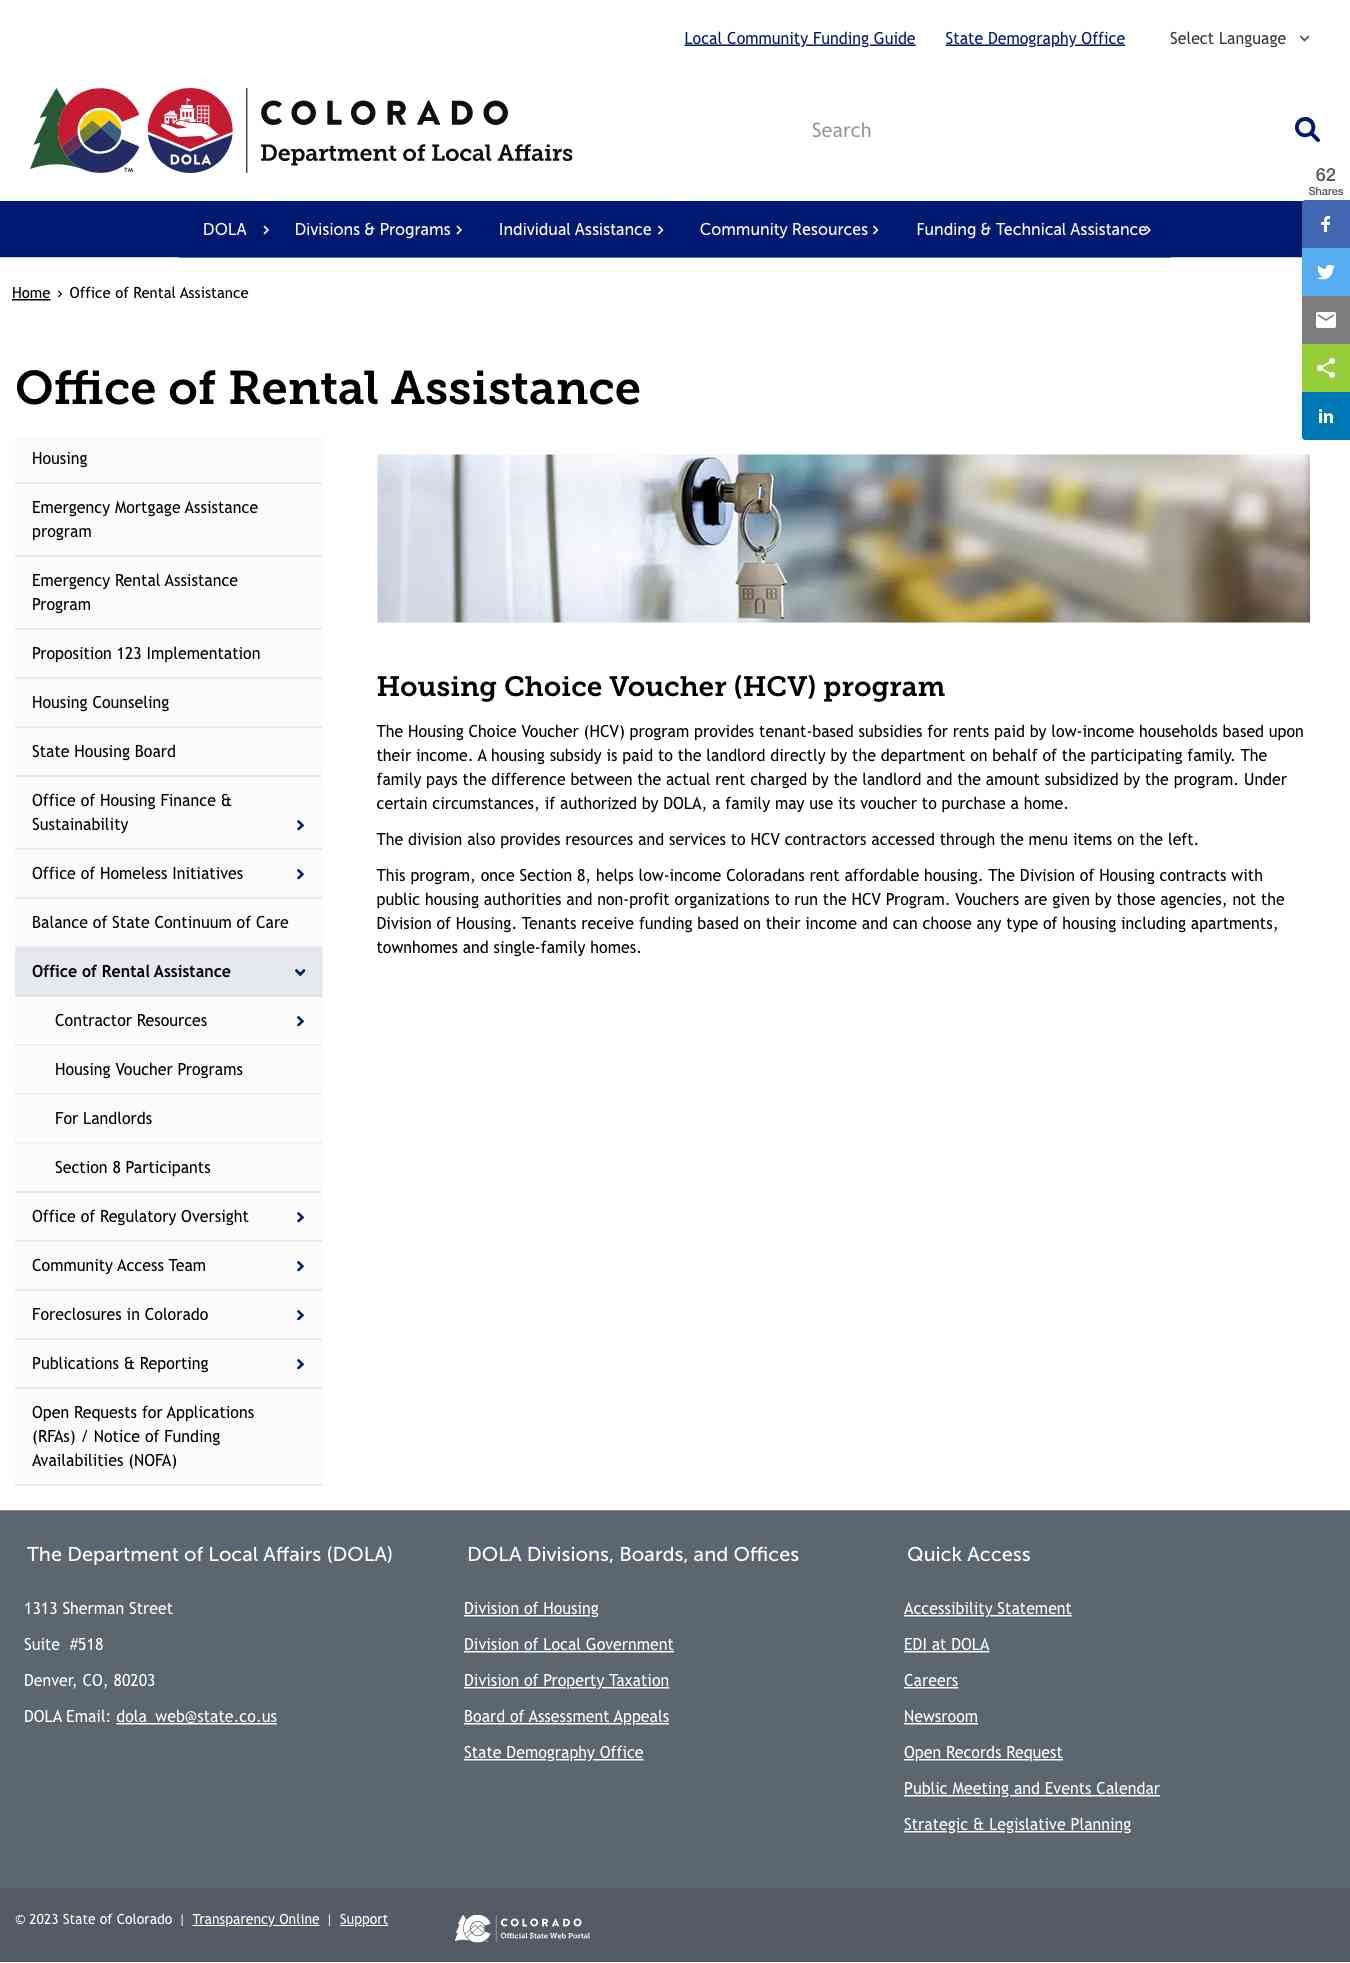 Local Community Funding Guide State Demography Office Select Language
COLORADO
Department of Local Affairs
DOLA
TM
Search
62
Shares
DOLA Divisions & Programs Individual Assistance Community Resources Funding & Technical Assistance
Home › Office of Rental Assistance
Office of Rental Assistance
Housing
Emergency Mortgage Assistance
program
Emergency Rental Assistance
Program
Proposition 123 Implementation
Housing Counseling
State Housing Board
Office of Housing Finance &
Sustainability
Office of Homeless Initiatives
Balance of State Continuum of Care
Office of Rental Assistance
Contractor Resources
Housing Voucher Programs
For Landlords
Section 8 Participants
Office of Regulatory Oversight
Community Access Team
Foreclosures in Colorado
Publications & Reporting
Open Requests for Applications
(RFAs) / Notice of Funding
Availabilities (NOFA)
Housing Choice Voucher (HCV) program
The Housing Choice Voucher (HCV) program provides tenant-based subsidies for rents paid by low-income households based upon
their income. A housing subsidy is paid to the landlord directly by the department on behalf of the participating family. The
family pays the difference between the actual rent charged by the landlord and the amount subsidized by the program. Under
certain circumstances, if authorized by DOLA, a family may use its voucher to purchase a home.
The division also provides resources and services to HCV contractors accessed through the menu items on the left.
This program, once Section 8, helps low-income Coloradans rent affordable housing. The Division of Housing contracts with
public housing authorities and non-profit organizations to run the HCV Program. Vouchers are given by those agencies, not the
Division of Housing. Tenants receive funding based on their income and can choose any type of housing including apartments,
townhomes and single-family homes.
The Department of Local Affairs (DOLA)
1313 Sherman Street
Suite #518
Denver, CO, 80203
DOLA Email: dola_web@state.co.us
DOLA Divisions, Boards, and Offices
Division of Housing
Division of Local Government
Division of Property Taxation
Board of Assessment Appeals
State Demography Office
Quick Access
Accessibility Statement
EDI at DOLA
Careers
Newsroom
Open Records Request
Public Meeting and Events Calendar
Strategic & Legislative Planning
© 2023 State of Colorado | Transparency Online | Support
COLORADO
Official State Web Portal